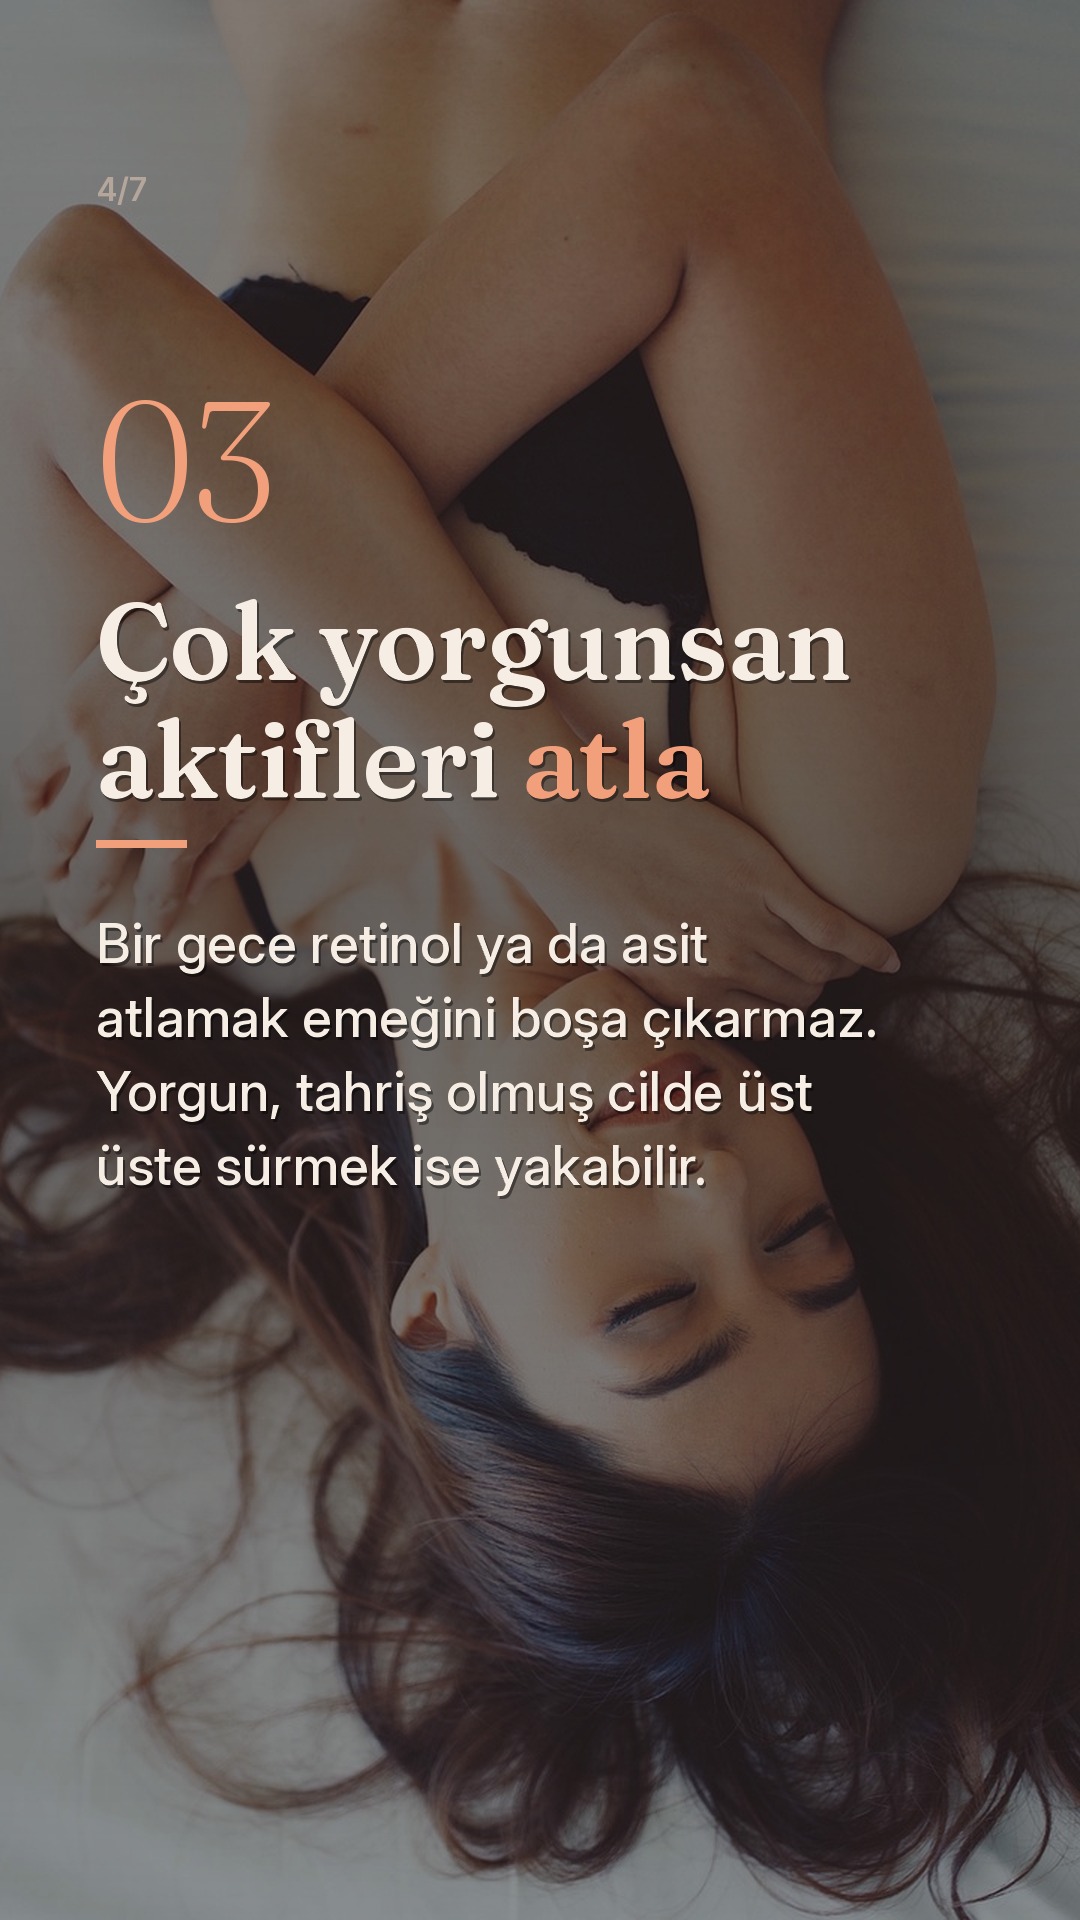 4/7
03
Çok yorgunsan
aktifleri atla
Bir gece retinol ya da asit
atlamak emeğini boşa çıkarmaz.
Yorgun, tahriş olmuş cilde üst
üste sürmek ise yakabilir.